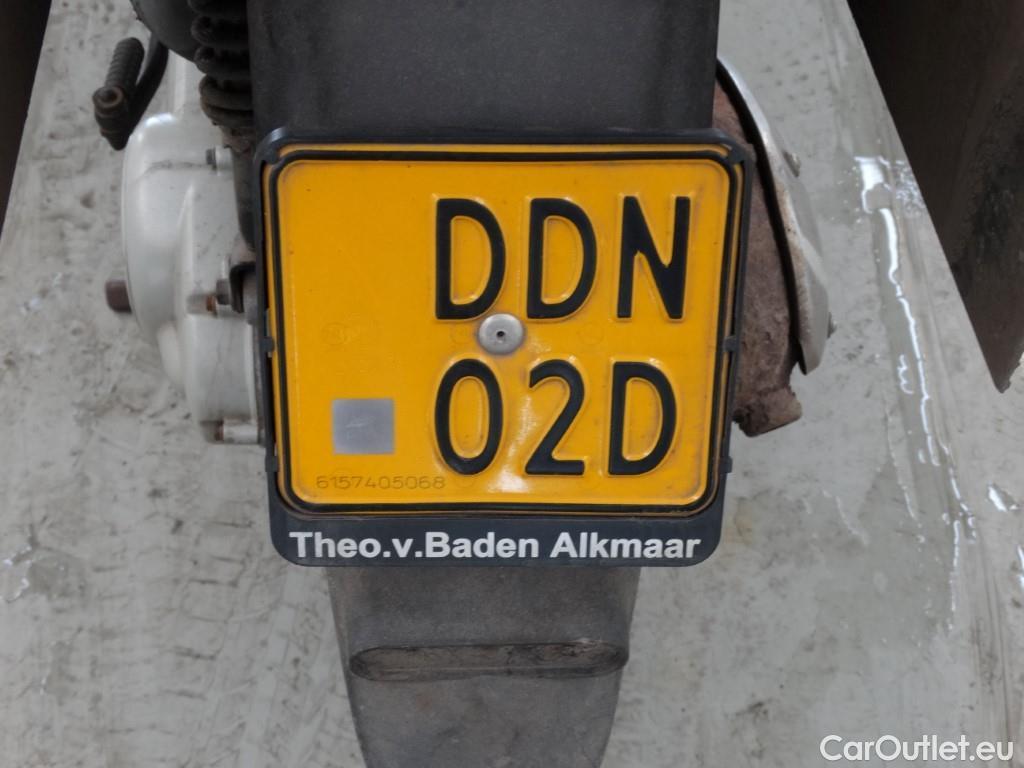 DDN
02D
6157405068
Theo.v.Baden Alkmaar
CarOutlet.eu